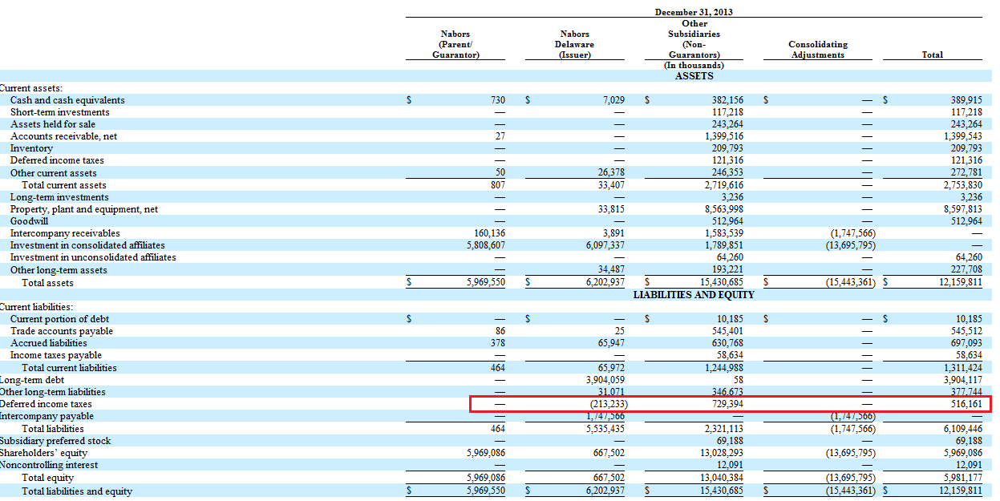 December 31, 2013
Other
Nabors Nabors Subsidiaries
(Parent/ Delaware (Non- Consolidating
Guarantor) (Issuer) Guarantors) Adjustments Total
(In thousands)
ASSETS
Current assets:
Cash and cash equivalents $ 730 $ 7,029 $ 382,156 $ — $ 389,915
Short-term investments — — 117,218 — 117,218
Assets held for sale — — 243,264 — 243,264
Accounts receivable, net 27 — 1,399,516 — 1,399,543
Inventory — — 209,793 — 209,793
Deferred income taxes — — 121,316 — 121,316
Other current assets 50 26,378 246,353 — 272,781
Total current assets 807 33,407 2,719,616 — 2,753,830
Long-term investments — — 3,236 — 3,236
Property, plant and equipment, net — 33,815 8,563,998 — 8,597,813
Goodwill — — 512,964 — 512,964
Intercompany receivables 160,136 3,891 1,583,539 (1,747,566) —
Investment in consolidated affiliates 5,808,607 6,097,337 1,789,851 (13,695,795) —
Investment in unconsolidated affiliates — — 64,260 — 64,260
Other long-term assets — 34,487 193,221 — 227,708
Total assets $ 5,969,550 $ 6,202,937 $ 15,430,685 $ (15,443,361) $ 12,159,811
LIABILITIES AND EQUITY
Current liabilities:
Current portion of debt $ — $ — $ 10,185 $ — $ 10,185
Trade accounts payable 86 25 545,401 — 545,512
Accrued liabilities 378 65,947 630,768 — 697,093
Income taxes payable — — 58,634 — 58,634
Total current liabilities 464 65,972 1,244,988 — 1,311,424
Long-term debt — 3,904,059 58 — 3,904,117
Other long-term liabilities — 31,071 346,673 — 377,744
Deferred income taxes — (213,233) 729,394 — 516,161
Intercompany payable — 1,747,566 — (1,747,566) —
Total liabilities 464 5,535,435 2,321,113 (1,747,566) 6,109,446
Subsidiary preferred stock — — 69,188 — 69,188
Shareholders' equity 5,969,086 667,502 13,028,293 (13,695,795) 5,969,086
Noncontrolling interest — — 12,091 — 12,091
Total equity 5,969,086 667,502 13,040,384 (13,695,795) 5,981,177
Total liabilities and equity $ 5,969,550 $ 6,202,937 $ 15,430,685 $ (15,443,361) $ 12,159,811